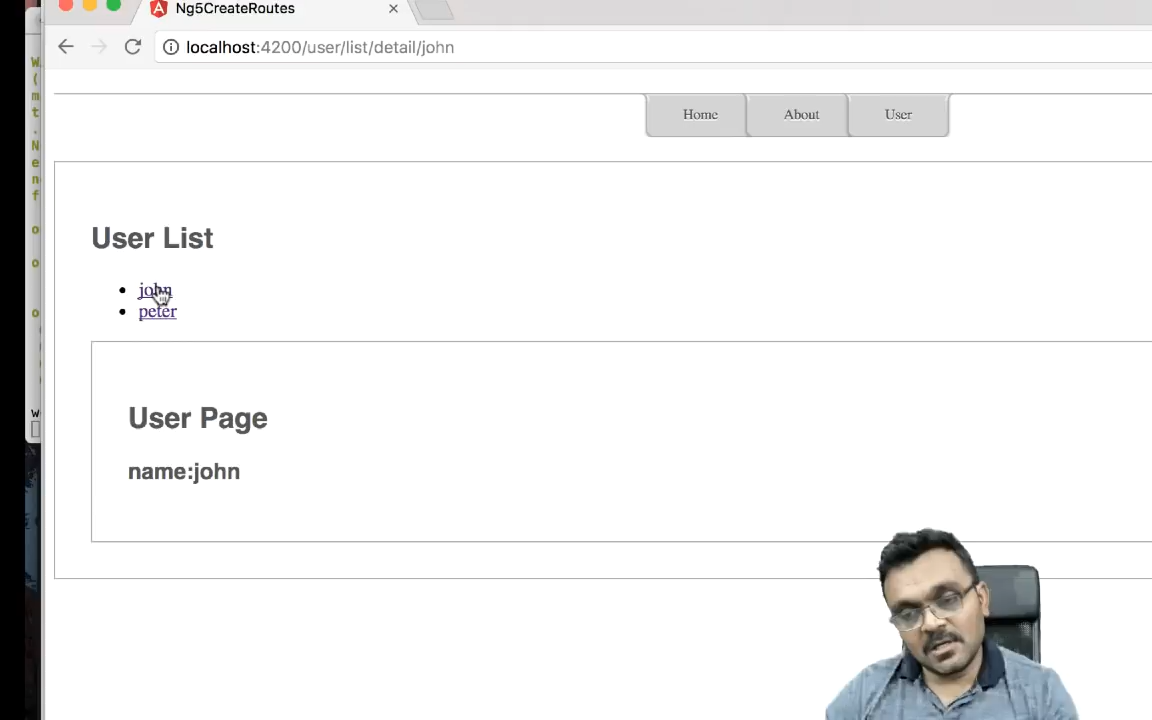 Ng5CreateRoutes
localhost:4200/user/list/detail/john
Home About User
User List
john
peter
User Page
name:john